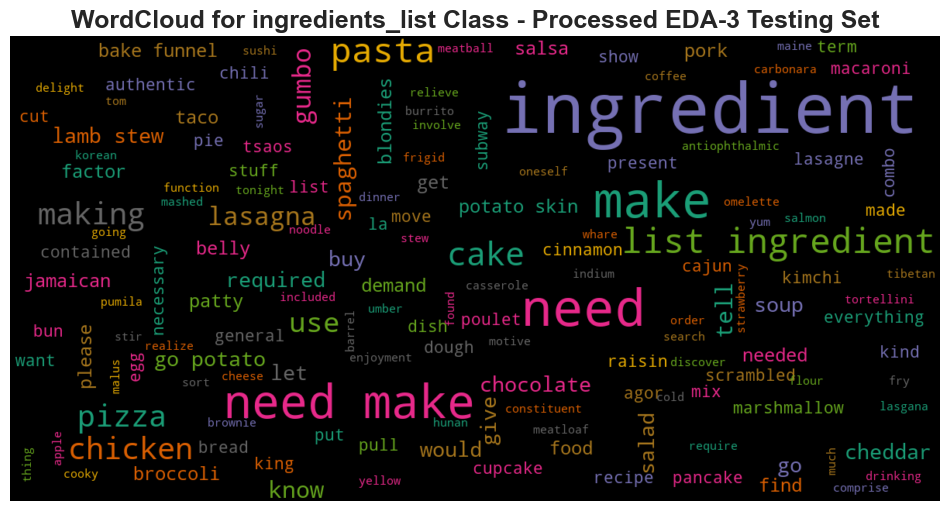 WordCloud for ingredients_list Class - Processed EDA-3 Testing Set
bake funnel
sushi
pasta
meatball
salsa
show
pork
maine
term
delight
authentic
chili
gumbo
relieve
coffee
carbonara
macaroni
cut
tom
taco
sugar
spaghetti
blondies
burrito
involve
subway
ingredient
lamb stew
pie
tsaos
antiophthalmic
korean
factor
stuff
frigid
oneself
present
lasagne
combo
function
mashed
tonight
list
dinner
get
potato skin
make
omelette
made
making
going
lasagna
noodle
la
move
stew
whare
yum
salmon
contained
necessary
belly
buy
cake
cinnamon
list ingredient
jamaican
required
demand
casserole
indium
cajun
strawberry
kimchi
tibetan
pumila
patty
included
umber
found
need
tell
order
soup
tortellini
everything
bun
stir
general
use
barrel
dish
poulet
search
realize
please
want
egg
go potato
enjoyment
dough
motive
raisin
discover
needed
kind
malus
sort
cheese
let
chocolate
scrambled
flour
fry
need make
agor
cold
mix
pizza
brownie
put
hunan
give
constituent
marshmallow
lasgana
chicken
bread
pull
would
meatloaf
food
salad
require
cheddar
thing
apple
cooky
broccoli
king
know
yellow
cupcake
recipe
pancake
find
go
much
drinking
comprise